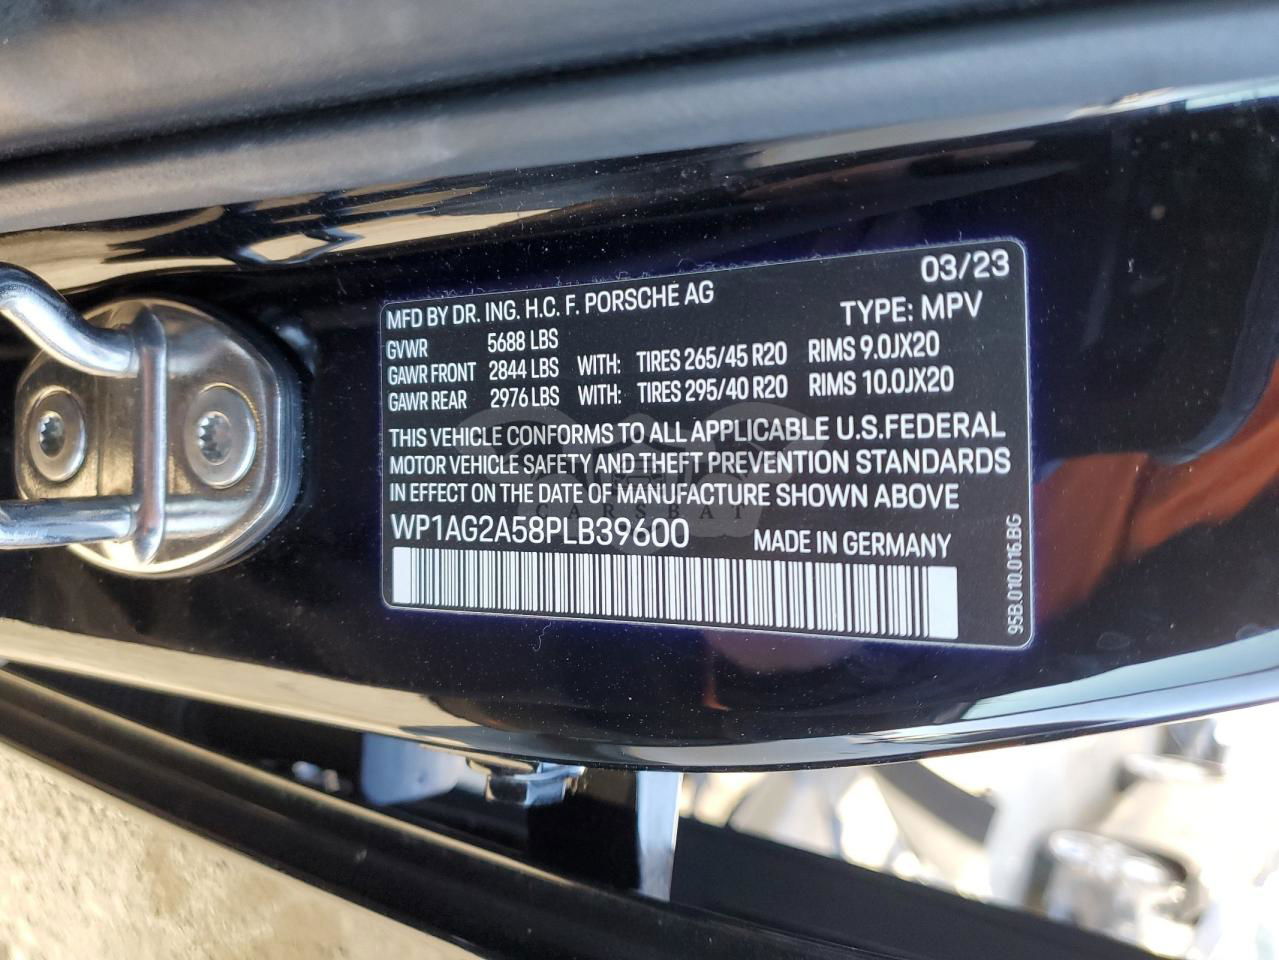 03/23
MFD BY DR. ING. H.C. F. PORSCHE AG
TYPE: MPV
GVWR 5688 LBS
GAWR FRONT 2844 LBS WITH: TIRES 265/45 R20 RIMS 9.0JX20
GAWR REAR 2976 LBS WITH: TIRES 295/40 R20 RIMS 10.0JX20
THIS VEHICLE CONFORMS TO ALL APPLICABLE U.S.FEDERAL
MOTOR VEHICLE SAFETY AND THEFT PREVENTION STANDARDS
IN EFFECT ON THE DATE OF MANUFACTURE SHOWN ABOVE
CARSBAT
WP1AG2A58PLB39600 MADE IN GERMANY
95B.010.016.BG